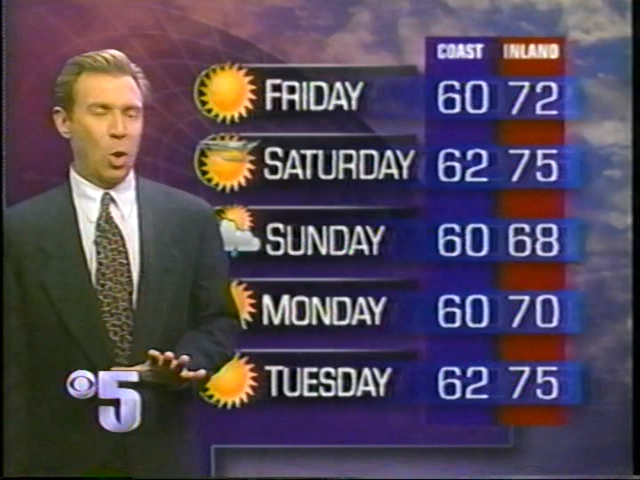 COAST INLAND
FRIDAY 60 72
SATURDAY 62 75
SUNDAY 60 68
MONDAY 60 70
TUESDAY 62 75
5